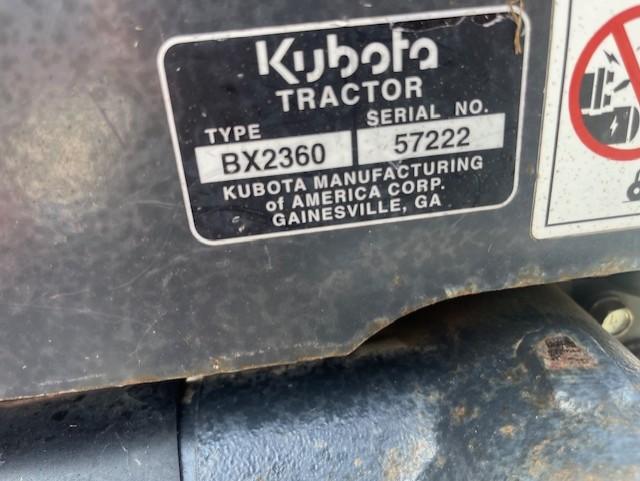 Kubota
TRACTOR
TYPE SERIAL NO.
BX2360 57222
KUBOTA MANUFACTURING
of AMERICA CORP.
GAINESVILLE, GA